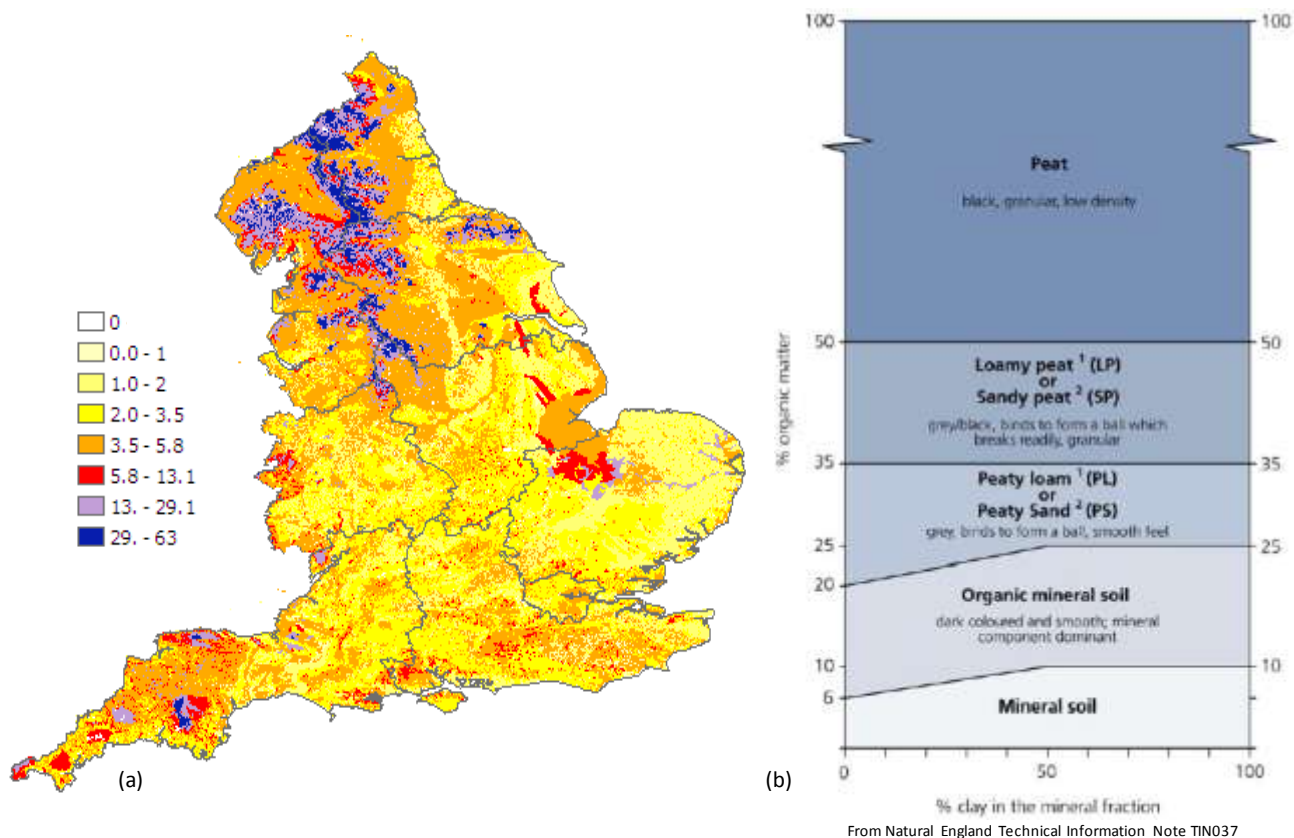 0
0.0 - 1
1.0 - 2
2.0 - 3.5
3.5 - 5.8
5.8 - 13.1
13. - 29.1
29. - 63
(a)
(b)
100
100
Peat
black, granular, low density
50
50
Loamy peat ¹ (LP)
or
Sandy peat ² (SP)
grey/black, binds to form a ball which
breaks readily, granular
35
35
Peaty loam ¹ (PL)
or
Peaty Sand ² (PS)
grey, binds to form a ball, smooth feel
25
25
20
Organic mineral soil
dark coloured and smooth; mineral
component dominant
10
10
6
Mineral soil
0
50
100
% organic matter
% clay in the mineral fraction
From Natural England Technical Information Note TIN037